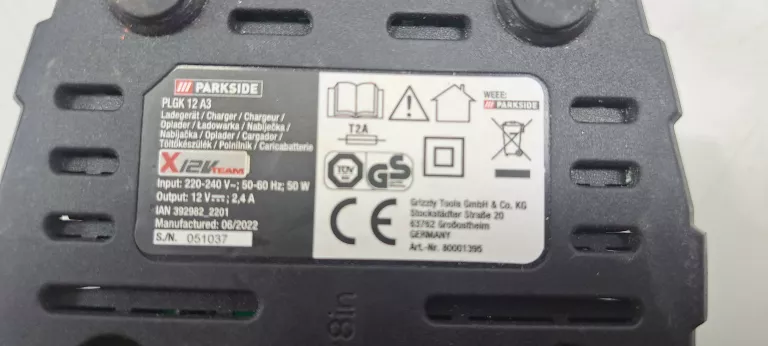 PARKSIDE
PLGK 12 A3
Ladegerät / Charger / Chargeur /
Oplader / Ładowarka / Nabíječka /
Nabíjačka / Oplader / Cargador /
Töltőkészülék / Polnilnik / Caricabatterie
X12V TEAM
Input: 220-240 V~; 50-60 Hz; 50 W
Output: 12 V ⎓; 2,4 A
IAN 392982_2201
Manufactured: 06/2022
S./N. 051037
T2A
WEEE:
PARKSIDE
TÜV
GS
CE
Grizzly Tools GmbH & Co. KG
Stockstädter Straße 20
63762 Großostheim
GERMANY
Art.-Nr. 80001395
8in